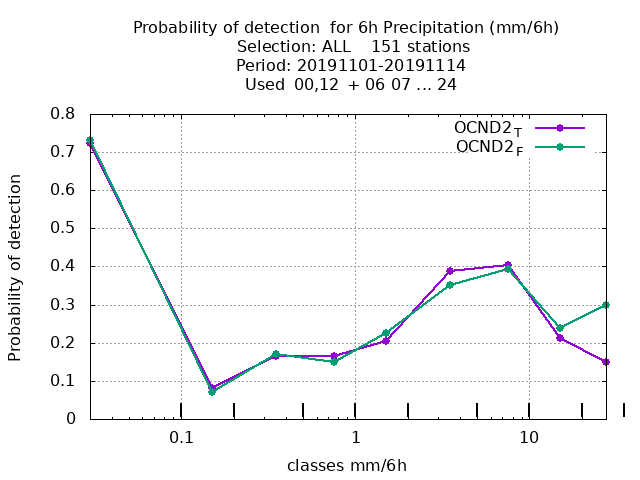 Probability of detection  for 6h Precipitation (mm/6h)
Selection: ALL    151 stations
Period: 20191101-20191114
Used  00,12  + 06 07 ... 24
OCND2T
OCND2F
Probability of detection
0.8
0.7
0.6
0.5
0.4
0.3
0.2
0.1
0
0.1 1 10
classes mm/6h